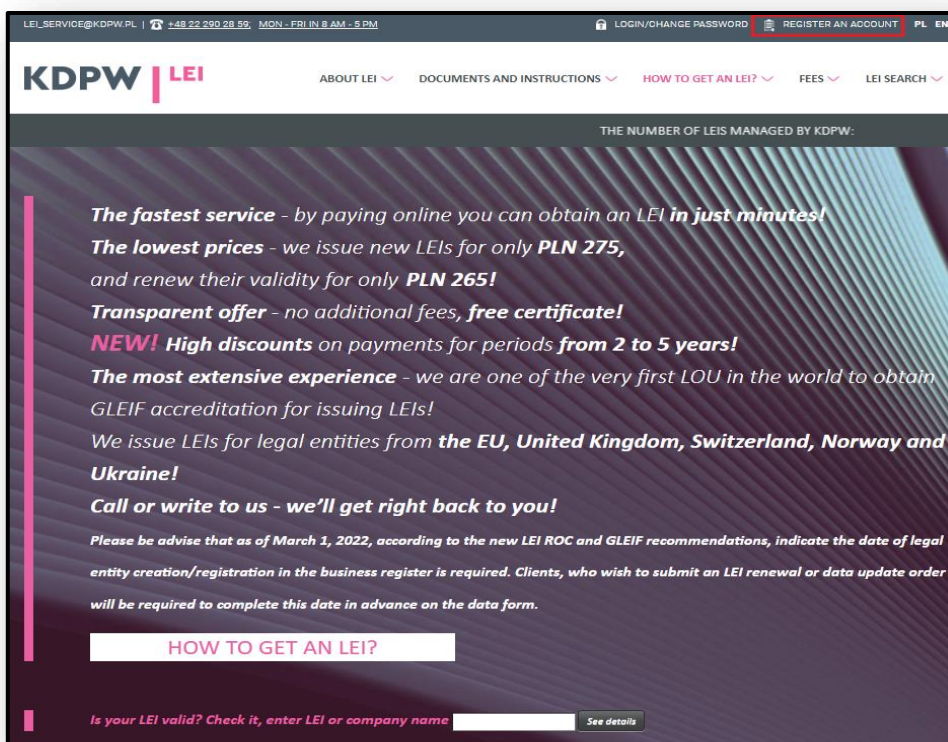 LEI_SERVICE@KDPW.PL | ☎ +48 22 290 28 59; MON - FRI IN 8 AM - 5 PM LOGIN/CHANGE PASSWORD REGISTER AN ACCOUNT PL EN
KDPW | LEI ABOUT LEI DOCUMENTS AND INSTRUCTIONS HOW TO GET AN LEI? FEES LEI SEARCH
THE NUMBER OF LEIS MANAGED BY KDPW:
The fastest service - by paying online you can obtain an LEI in just minutes!
The lowest prices - we issue new LEIs for only PLN 275,
and renew their validity for only PLN 265!
Transparent offer - no additional fees, free certificate!
NEW! High discounts on payments for periods from 2 to 5 years!
The most extensive experience - we are one of the very first LOU in the world to obtain
GLEIF accreditation for issuing LEIs!
We issue LEIs for legal entities from the EU, United Kingdom, Switzerland, Norway and
Ukraine!
Call or write to us - we'll get right back to you!
Please be advise that as of March 1, 2022, according to the new LEI ROC and GLEIF recommendations, indicate the date of legal
entity creation/registration in the business register is required. Clients, who wish to submit an LEI renewal or data update order
will be required to complete this date in advance on the data form.
HOW TO GET AN LEI?
Is your LEI valid? Check it, enter LEI or company name See details